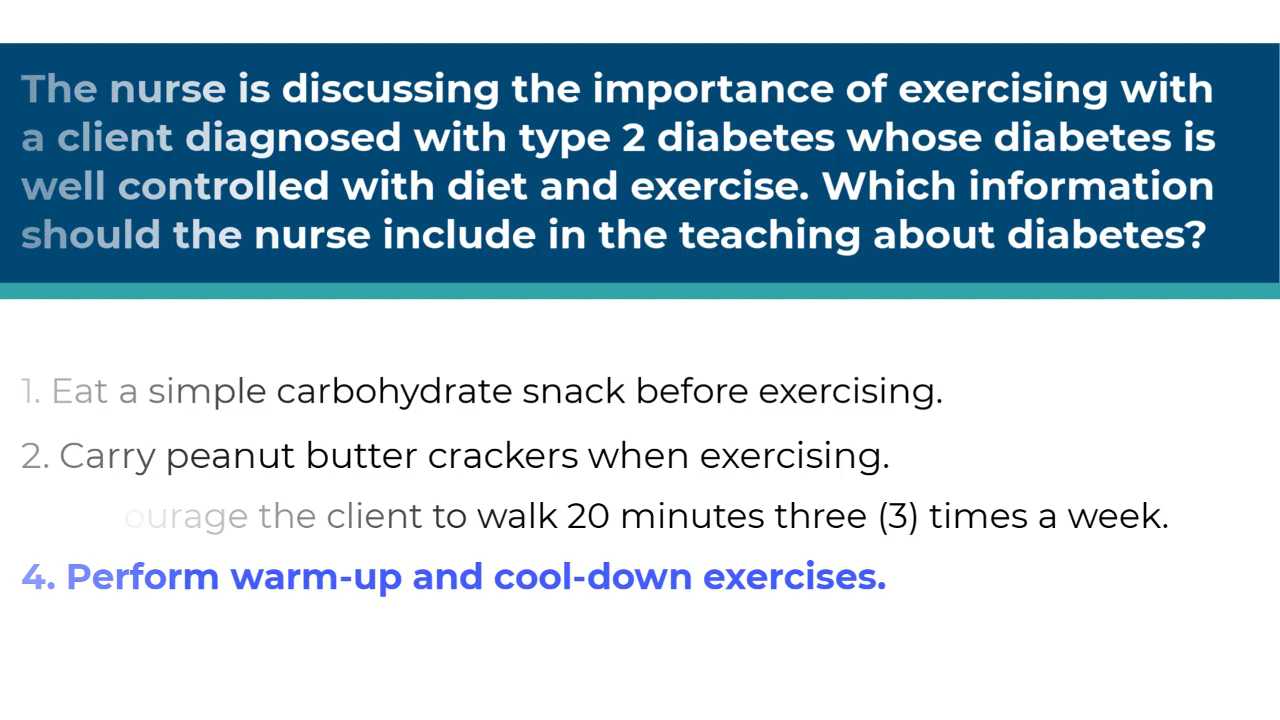 The nurse is discussing the importance of exercising with
a client diagnosed with type 2 diabetes whose diabetes is
well controlled with diet and exercise. Which information
should the nurse include in the teaching about diabetes?
1. Eat a simple carbohydrate snack before exercising.
2. Carry peanut butter crackers when exercising.
ourage the client to walk 20 minutes three (3) times a week.
4. Perform warm-up and cool-down exercises.